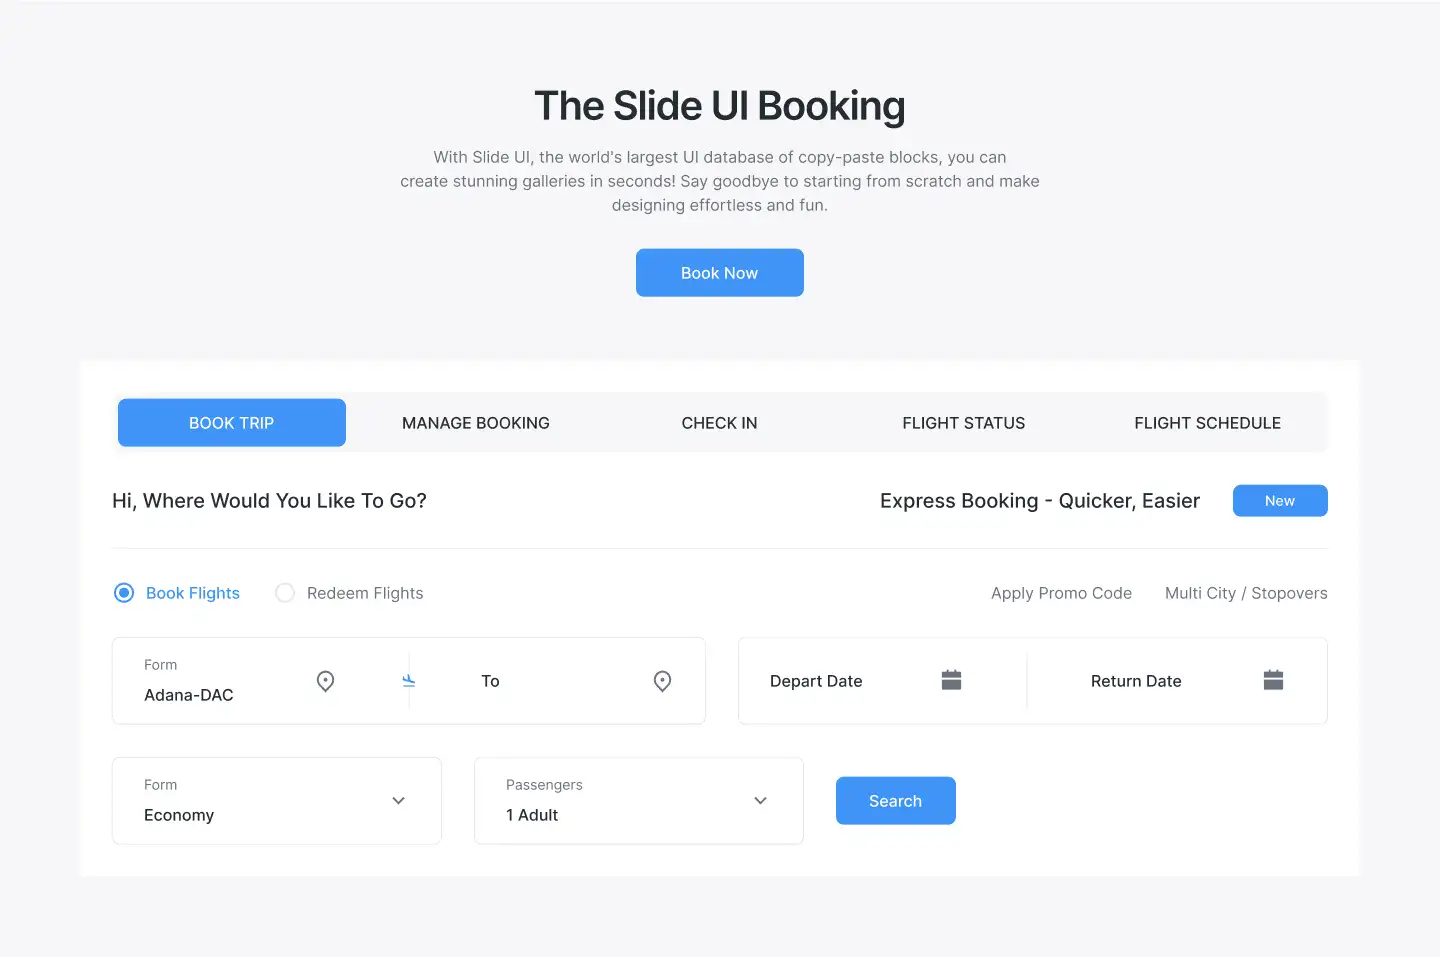 The Slide UI Booking
With Slide UI, the world's largest UI database of copy-paste blocks, you can
create stunning galleries in seconds! Say goodbye to starting from scratch and make
designing effortless and fun.
Book Now
BOOK TRIP
MANAGE BOOKING
CHECK IN
FLIGHT STATUS
FLIGHT SCHEDULE
Hi, Where Would You Like To Go?
Express Booking - Quicker, Easier
New
Book Flights
Redeem Flights
Apply Promo Code
Multi City / Stopovers
Form
Adana-DAC
To
Depart Date
Return Date
Form
Economy
Passengers
1 Adult
Search